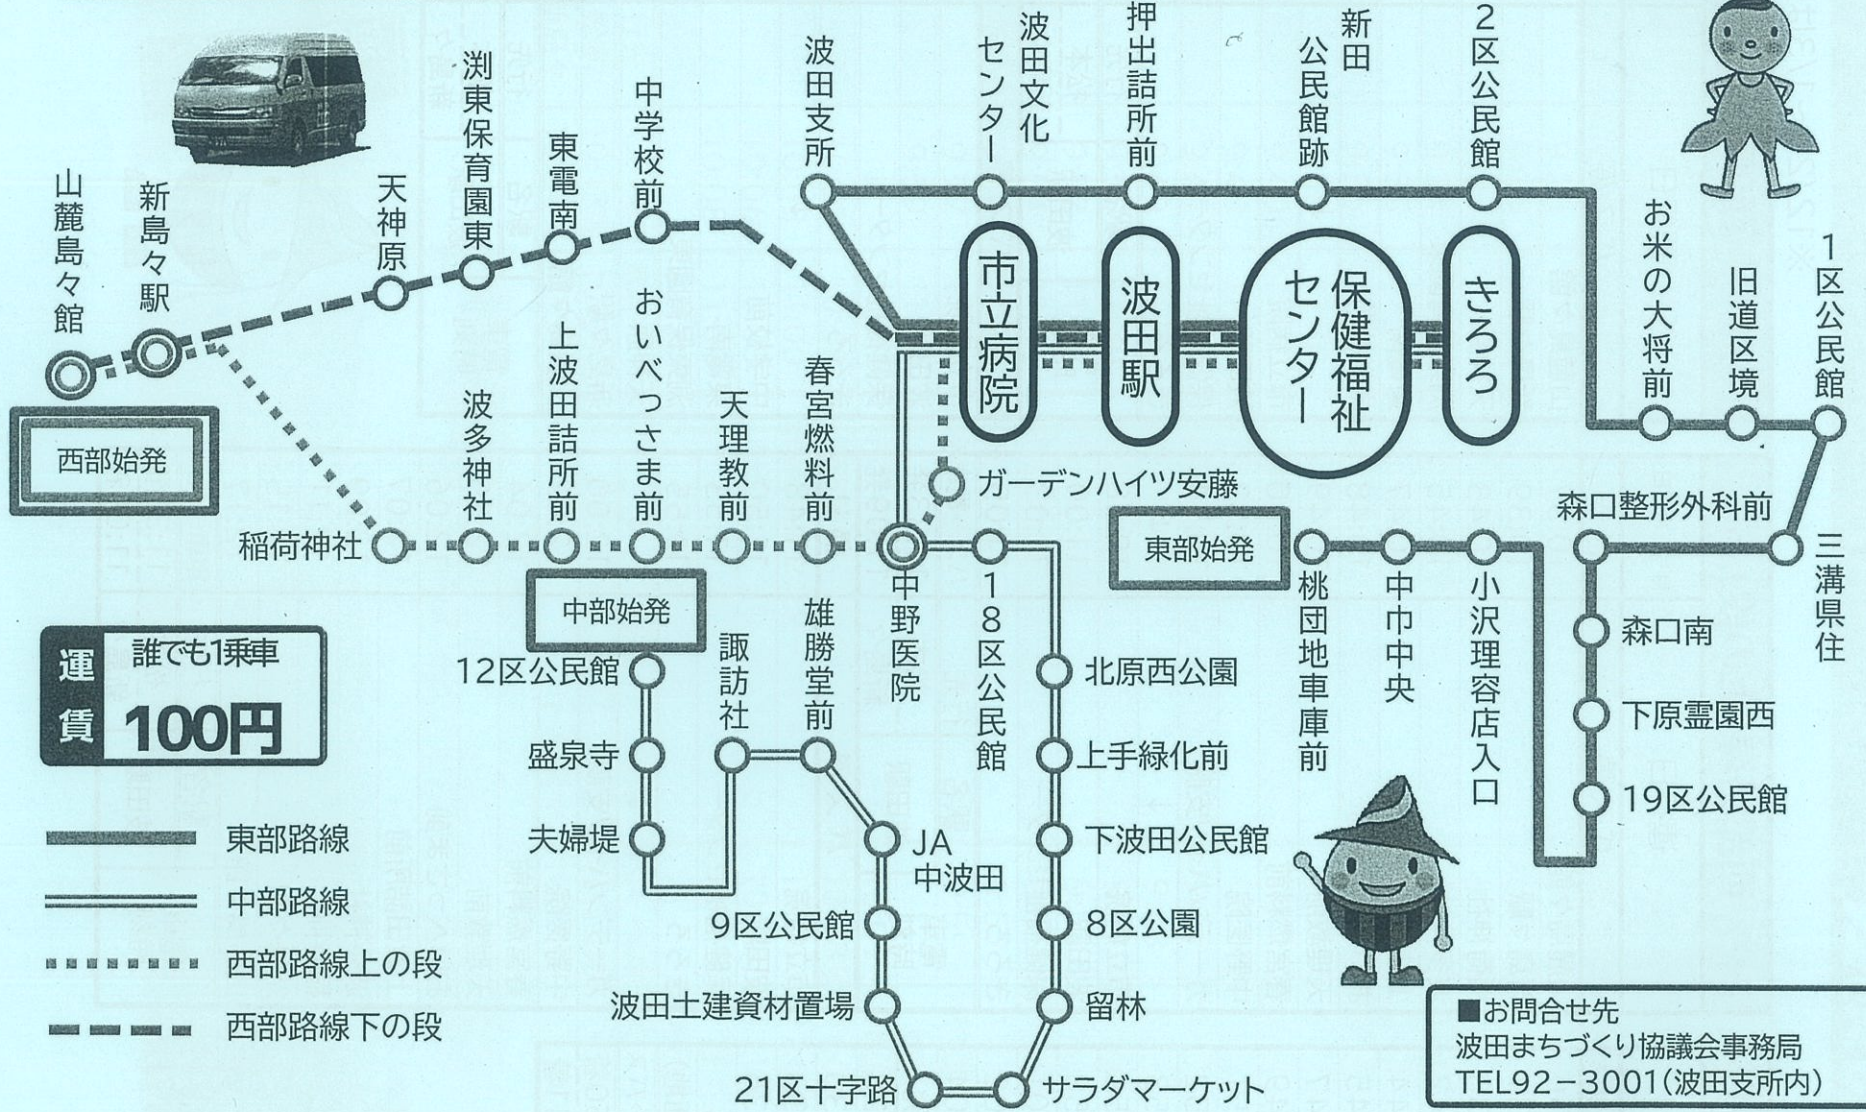 山麓島々館
新島々駅
天神原
渕東保育園東
東電南
中学校前
波田支所
波田文化
センター
押出詰所前
新田
公民館跡
2区公民館
お米の大将前
旧道区境
1区公民館
市立病院
波田駅
保健福祉
センター
きろろ
西部始発
稲荷神社
波多神社
上波田詰所前
おいべっさま前
天理教前
春宮燃料前
ガーデンハイツ安藤
中野医院
18区公民館
東部始発
桃団地車庫前
中巾中央
小沢理容店入口
森口整形外科前
三溝県住
森口南
下原霊園西
19区公民館
中部始発
12区公民館
盛泉寺
夫婦堤
諏訪社
雄勝堂前
JA
中波田
9区公民館
波田土建資材置場
21区十字路
サラダマーケット
留林
8区公園
下波田公民館
上手緑化前
北原西公園
運賃
誰でも1乗車
100円
東部路線
中部路線
西部路線上の段
西部路線下の段
■お問合せ先
波田まちづくり協議会事務局
TEL92－3001(波田支所内)